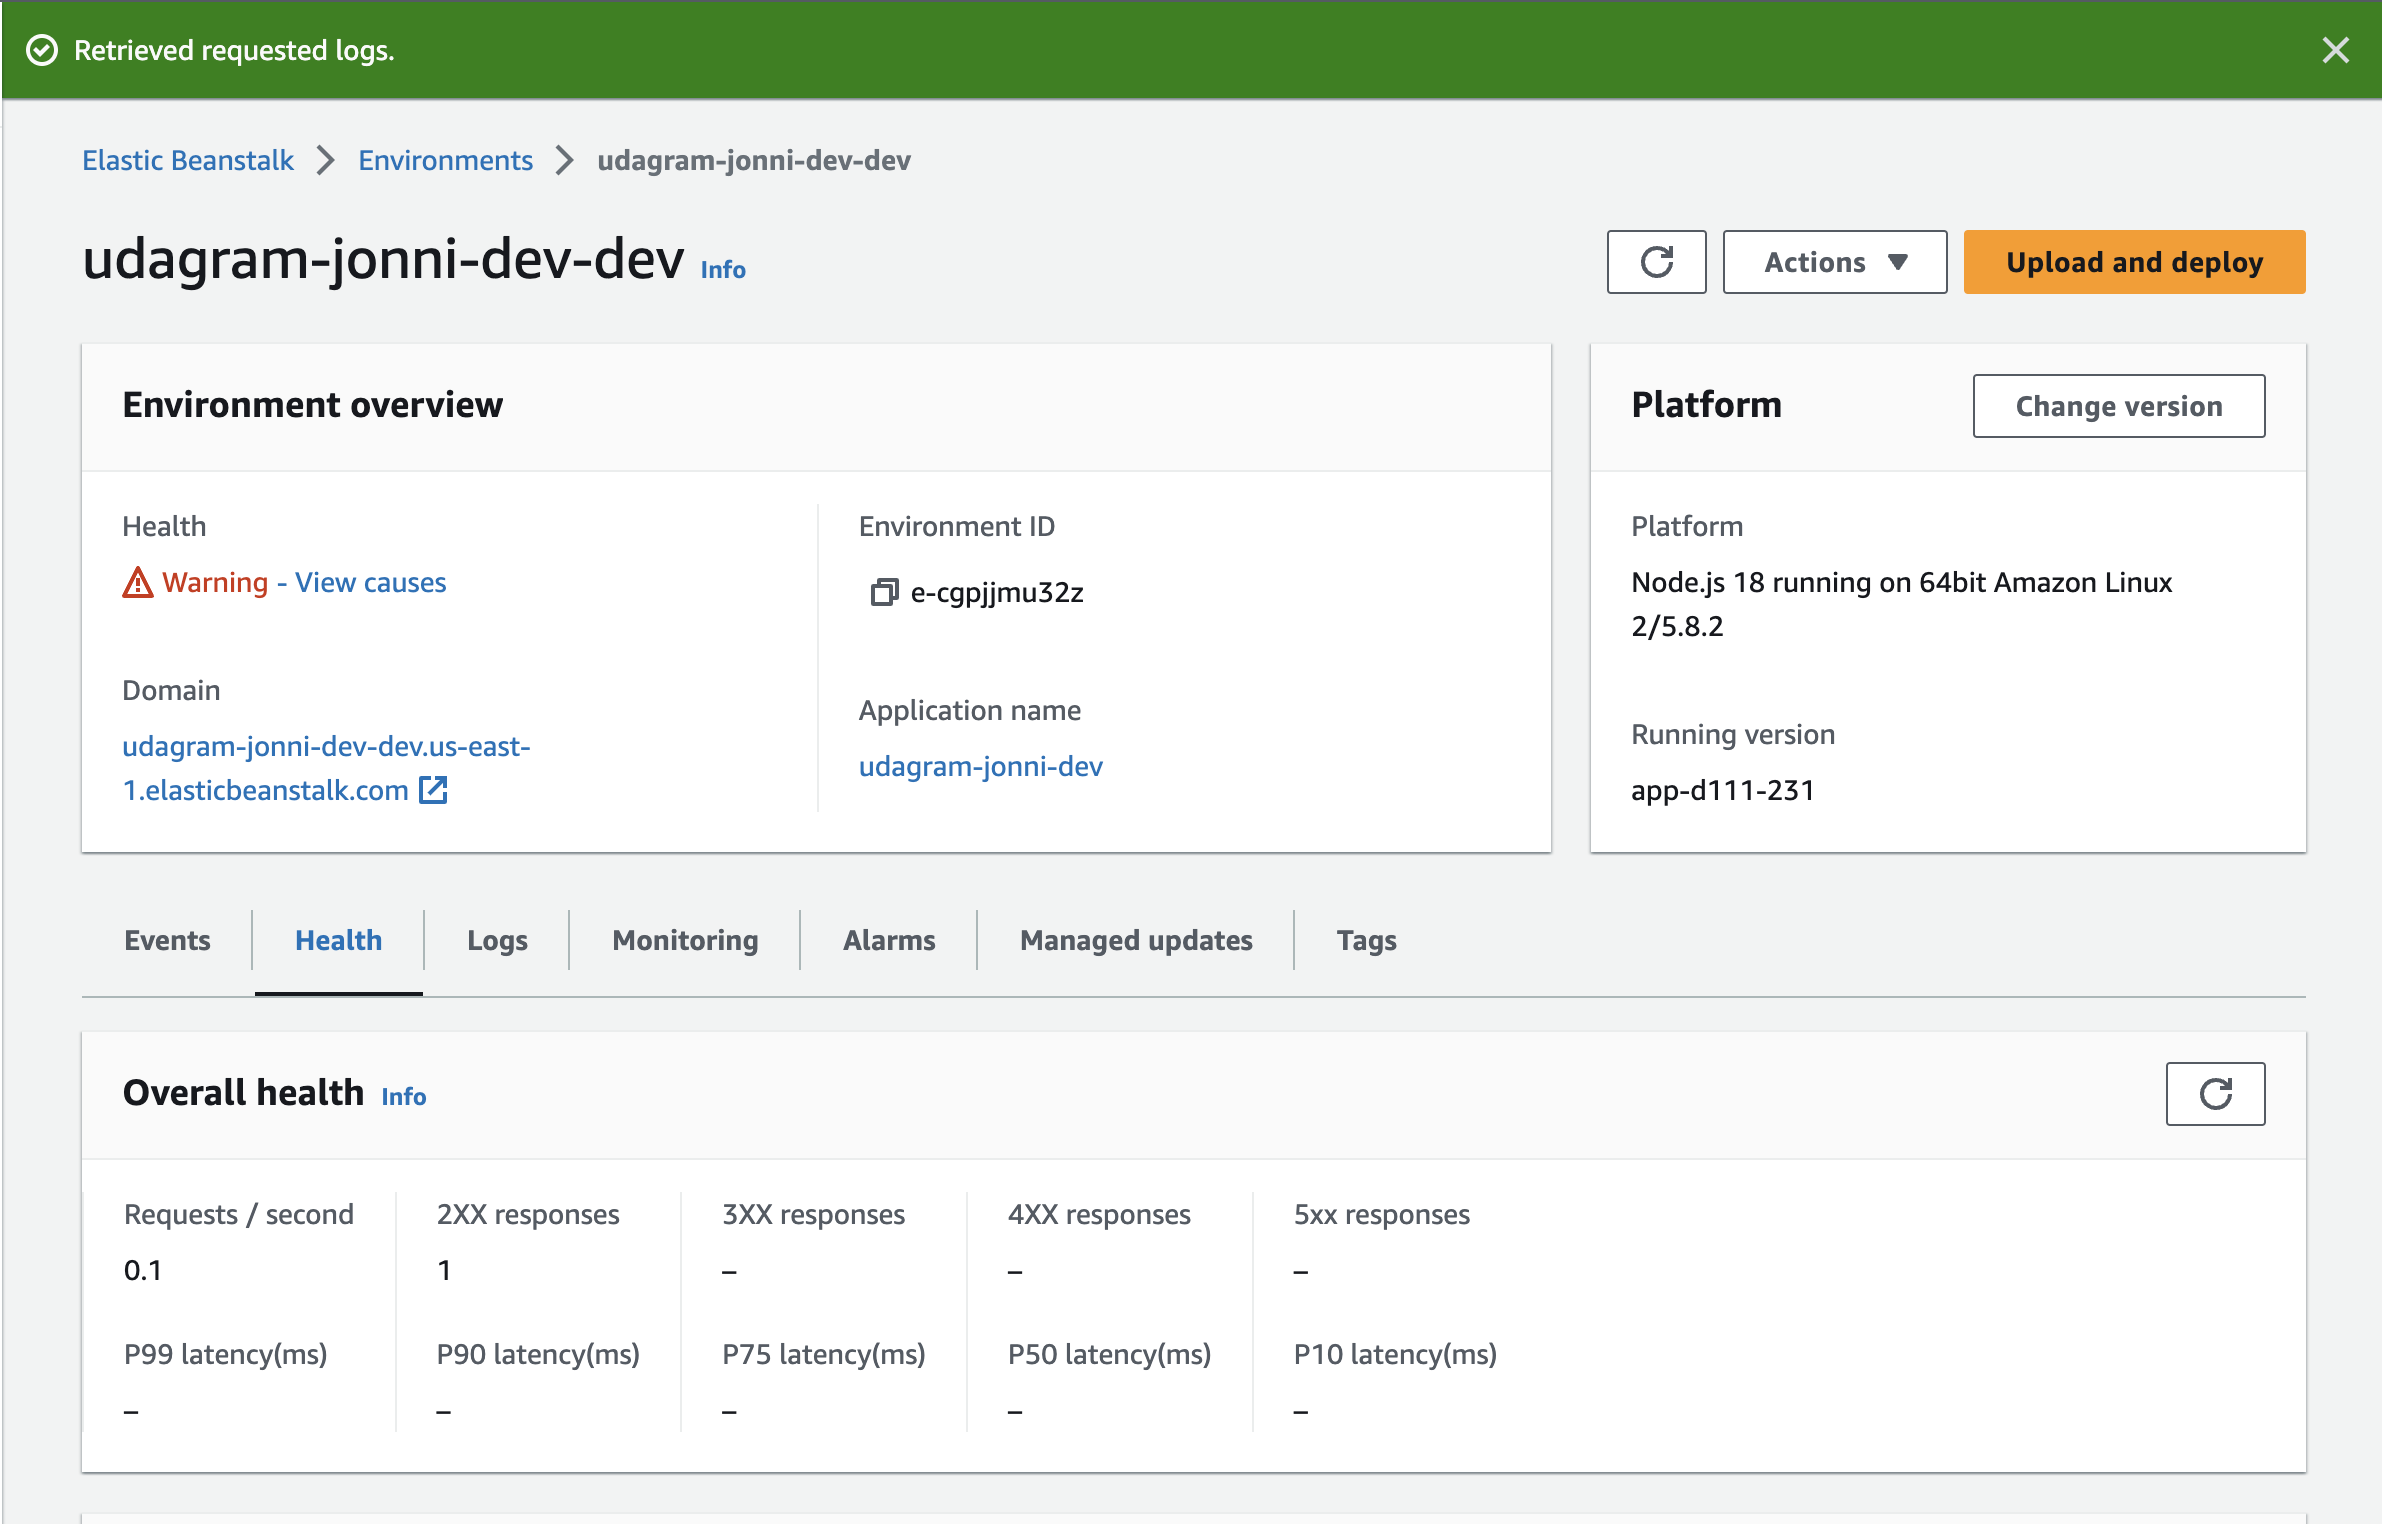 Retrieved requested logs.
Elastic Beanstalk > Environments > udagram-jonni-dev-dev
udagram-jonni-dev-dev Info
Actions ▼
Upload and deploy
Environment overview
Health
Warning - View causes
Domain
udagram-jonni-dev-dev.us-east-
1.elasticbeanstalk.com
Environment ID
e-cgpjjmu32z
Application name
udagram-jonni-dev
Platform
Change version
Platform
Node.js 18 running on 64bit Amazon Linux
2/5.8.2
Running version
app-d111-231
Events Health Logs Monitoring Alarms Managed updates Tags
Overall health Info
Requests / second 2XX responses 3XX responses 4XX responses 5xx responses
0.1 1 – – –
P99 latency(ms) P90 latency(ms) P75 latency(ms) P50 latency(ms) P10 latency(ms)
– – – – –